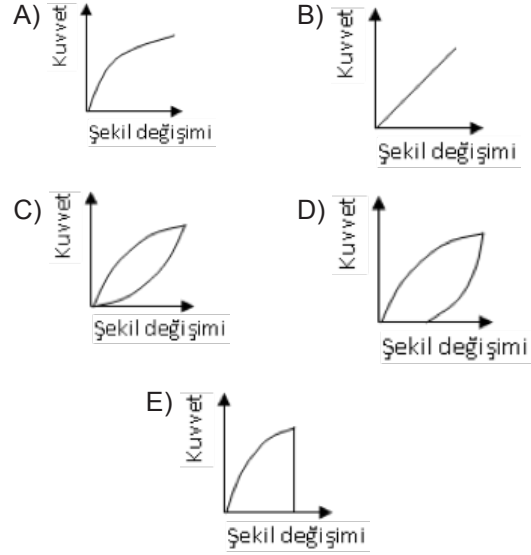 A)
Kuvvet
Şekil değişimi
B)
Kuvvet
Şekil değişimi
C)
Kuvvet
Şekil değişimi
D)
Kuvvet
Şekil değişimi
E)
Kuvvet
Şekil değişimi